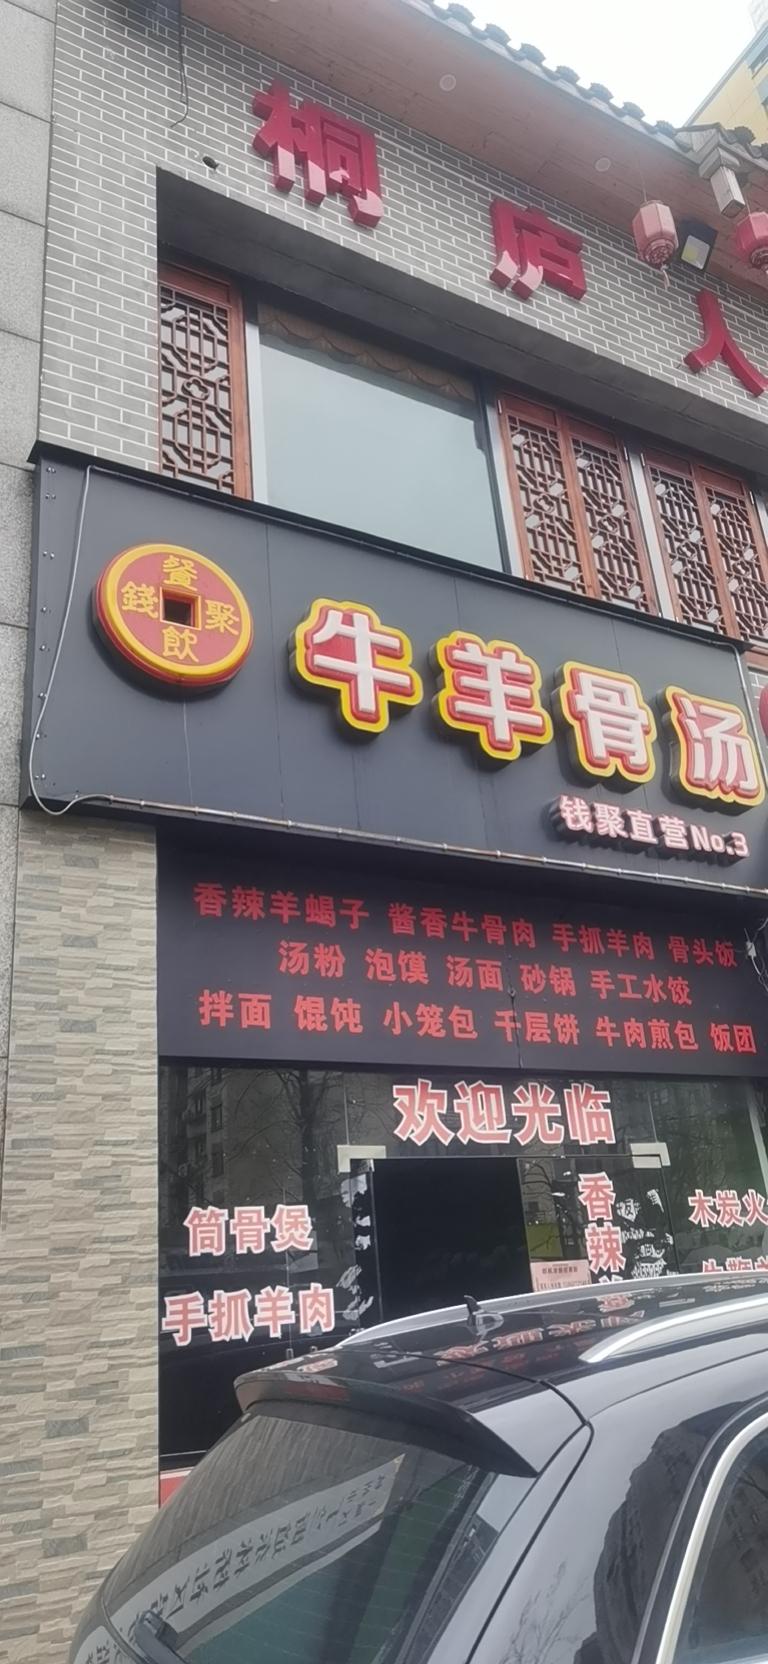 桐庐人
餐
錢 聚
飲
牛羊骨汤
钱聚直营No.3
香辣羊蝎子 酱香牛骨肉 手抓羊肉 骨头饭
汤粉 泡馍 汤面 砂锅 手工水饺
拌面 馄饨 小笼包 千层饼 牛肉煎包 饭团
欢迎光临
筒骨煲
手抓羊肉
香辣
木炭火